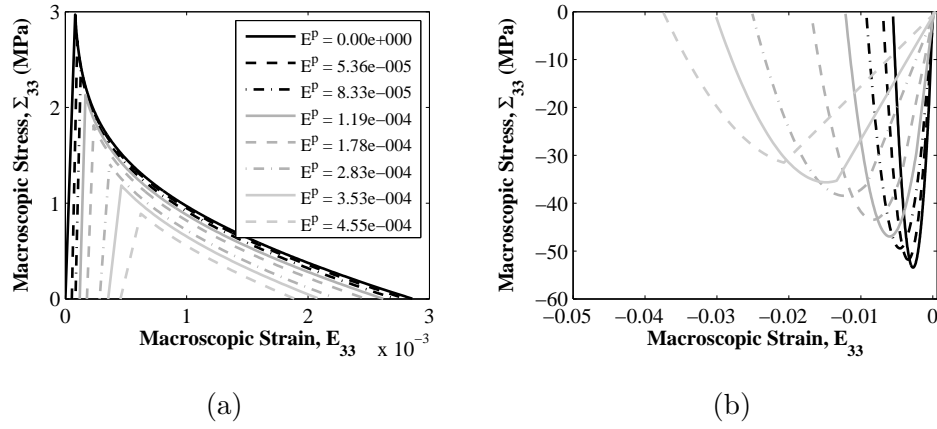 3
2
1
0
0
1
2
3
x 10⁻³
Macroscopic Stress, Σ₃₃ (MPa)
Macroscopic Strain, E₃₃
Eᵖ = 0.00e+000
Eᵖ = 5.36e−005
Eᵖ = 8.33e−005
Eᵖ = 1.19e−004
Eᵖ = 1.78e−004
Eᵖ = 2.83e−004
Eᵖ = 3.53e−004
Eᵖ = 4.55e−004
(a)
0
−10
−20
−30
−40
−50
−60
−0.05
−0.04
−0.03
−0.02
−0.01
0
Macroscopic Stress, Σ₃₃ (MPa)
Macroscopic Strain, E₃₃
(b)